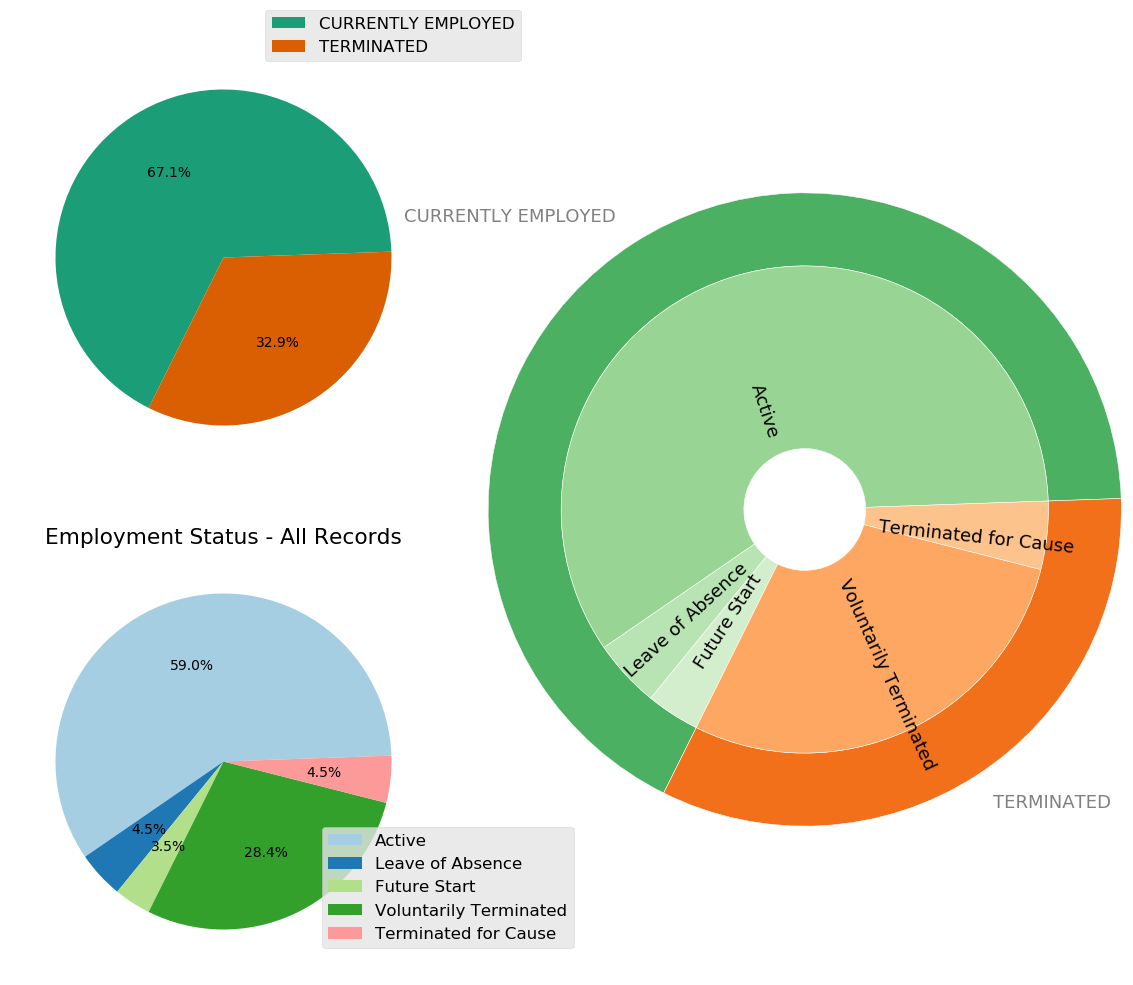 CURRENTLY EMPLOYED
TERMINATED
67.1%
32.9%
CURRENTLY EMPLOYED
Active
Terminated for Cause
Leave of Absence
Future Start
Voluntarily Terminated
TERMINATED
Employment Status - All Records
59.0%
4.5%
4.5%
3.5%
28.4%
Active
Leave of Absence
Future Start
Voluntarily Terminated
Terminated for Cause